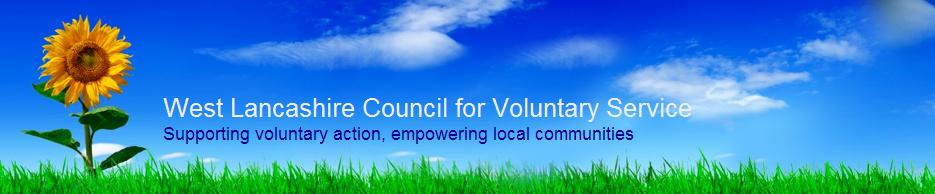 West Lancashire Council for Voluntary Service
Supporting voluntary action, empowering local communities